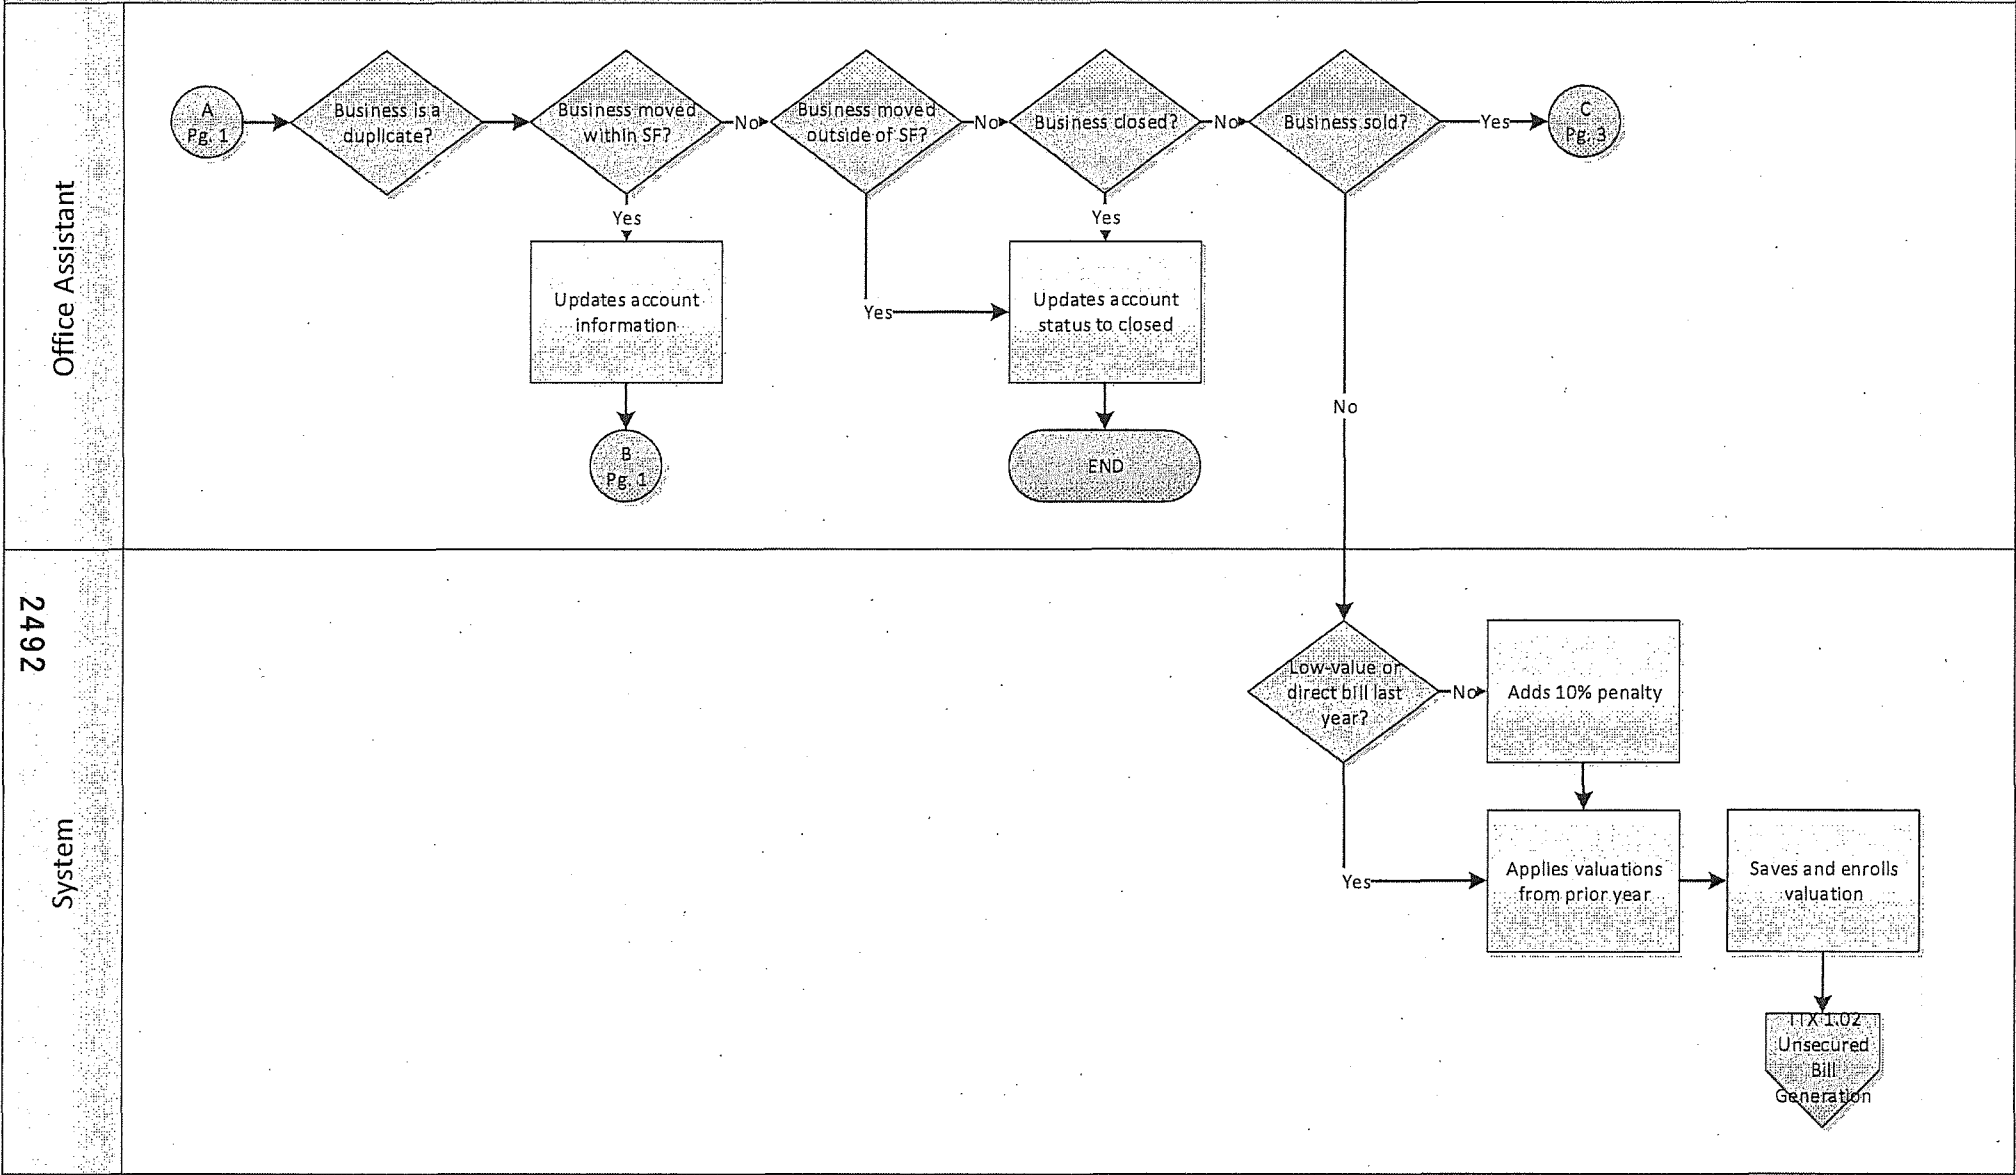 Office Assistant
A
Pg. 1
Business is a
duplicate?
Business moved
within SF?
No
Business moved
outside of SF?
No
Business closed?
No
Business sold?
Yes
C
Pg. 3
Yes
Updates account
information
B
Pg. 1
Yes
Yes
Updates account
status to closed
END
No
2492
System
Low-value or
direct bill last
year?
No
Adds 10% penalty
Yes
Applies valuations
from prior year
Saves and enrolls
valuation
TTX 1.02
Unsecured
Bill
Generation